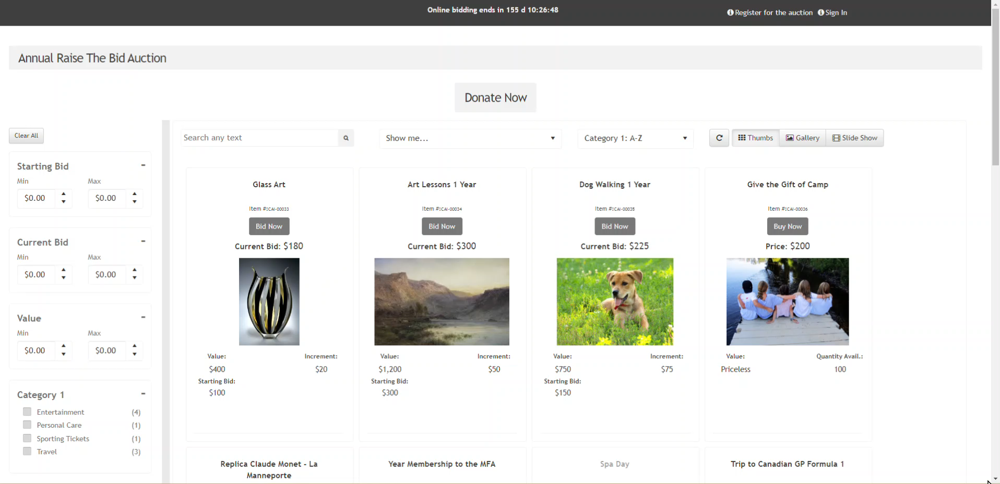 Online bidding ends in 155 d 10:26:48
Register for the auction Sign In
Annual Raise The Bid Auction
Donate Now
Clear All
Search any text
Show me...
Category 1: A-Z
Thumbs Gallery Slide Show
Starting Bid -
Min Max
$0.00 $0.00
Current Bid -
Min Max
$0.00 $0.00
Value -
Min Max
$0.00 $0.00
Category 1 -
Entertainment (4)
Personal Care (1)
Sporting Tickets (1)
Travel (3)
Glass Art
Item #:CAI-00033
Bid Now
Current Bid: $180
Value: Increment:
$400 $20
Starting Bid:
$100
Art Lessons 1 Year
Item #:CAI-00034
Bid Now
Current Bid: $300
Value: Increment:
$1,200 $50
Starting Bid:
$300
Dog Walking 1 Year
Item #:CAI-00035
Bid Now
Current Bid: $225
Value: Increment:
$750 $75
Starting Bid:
$150
Give the Gift of Camp
Item #:CAI-00036
Buy Now
Price: $200
Value: Quantity Avail.:
Priceless 100
Replica Claude Monet - La
Manneporte
Year Membership to the MFA
Spa Day
Trip to Canadian GP Formula 1